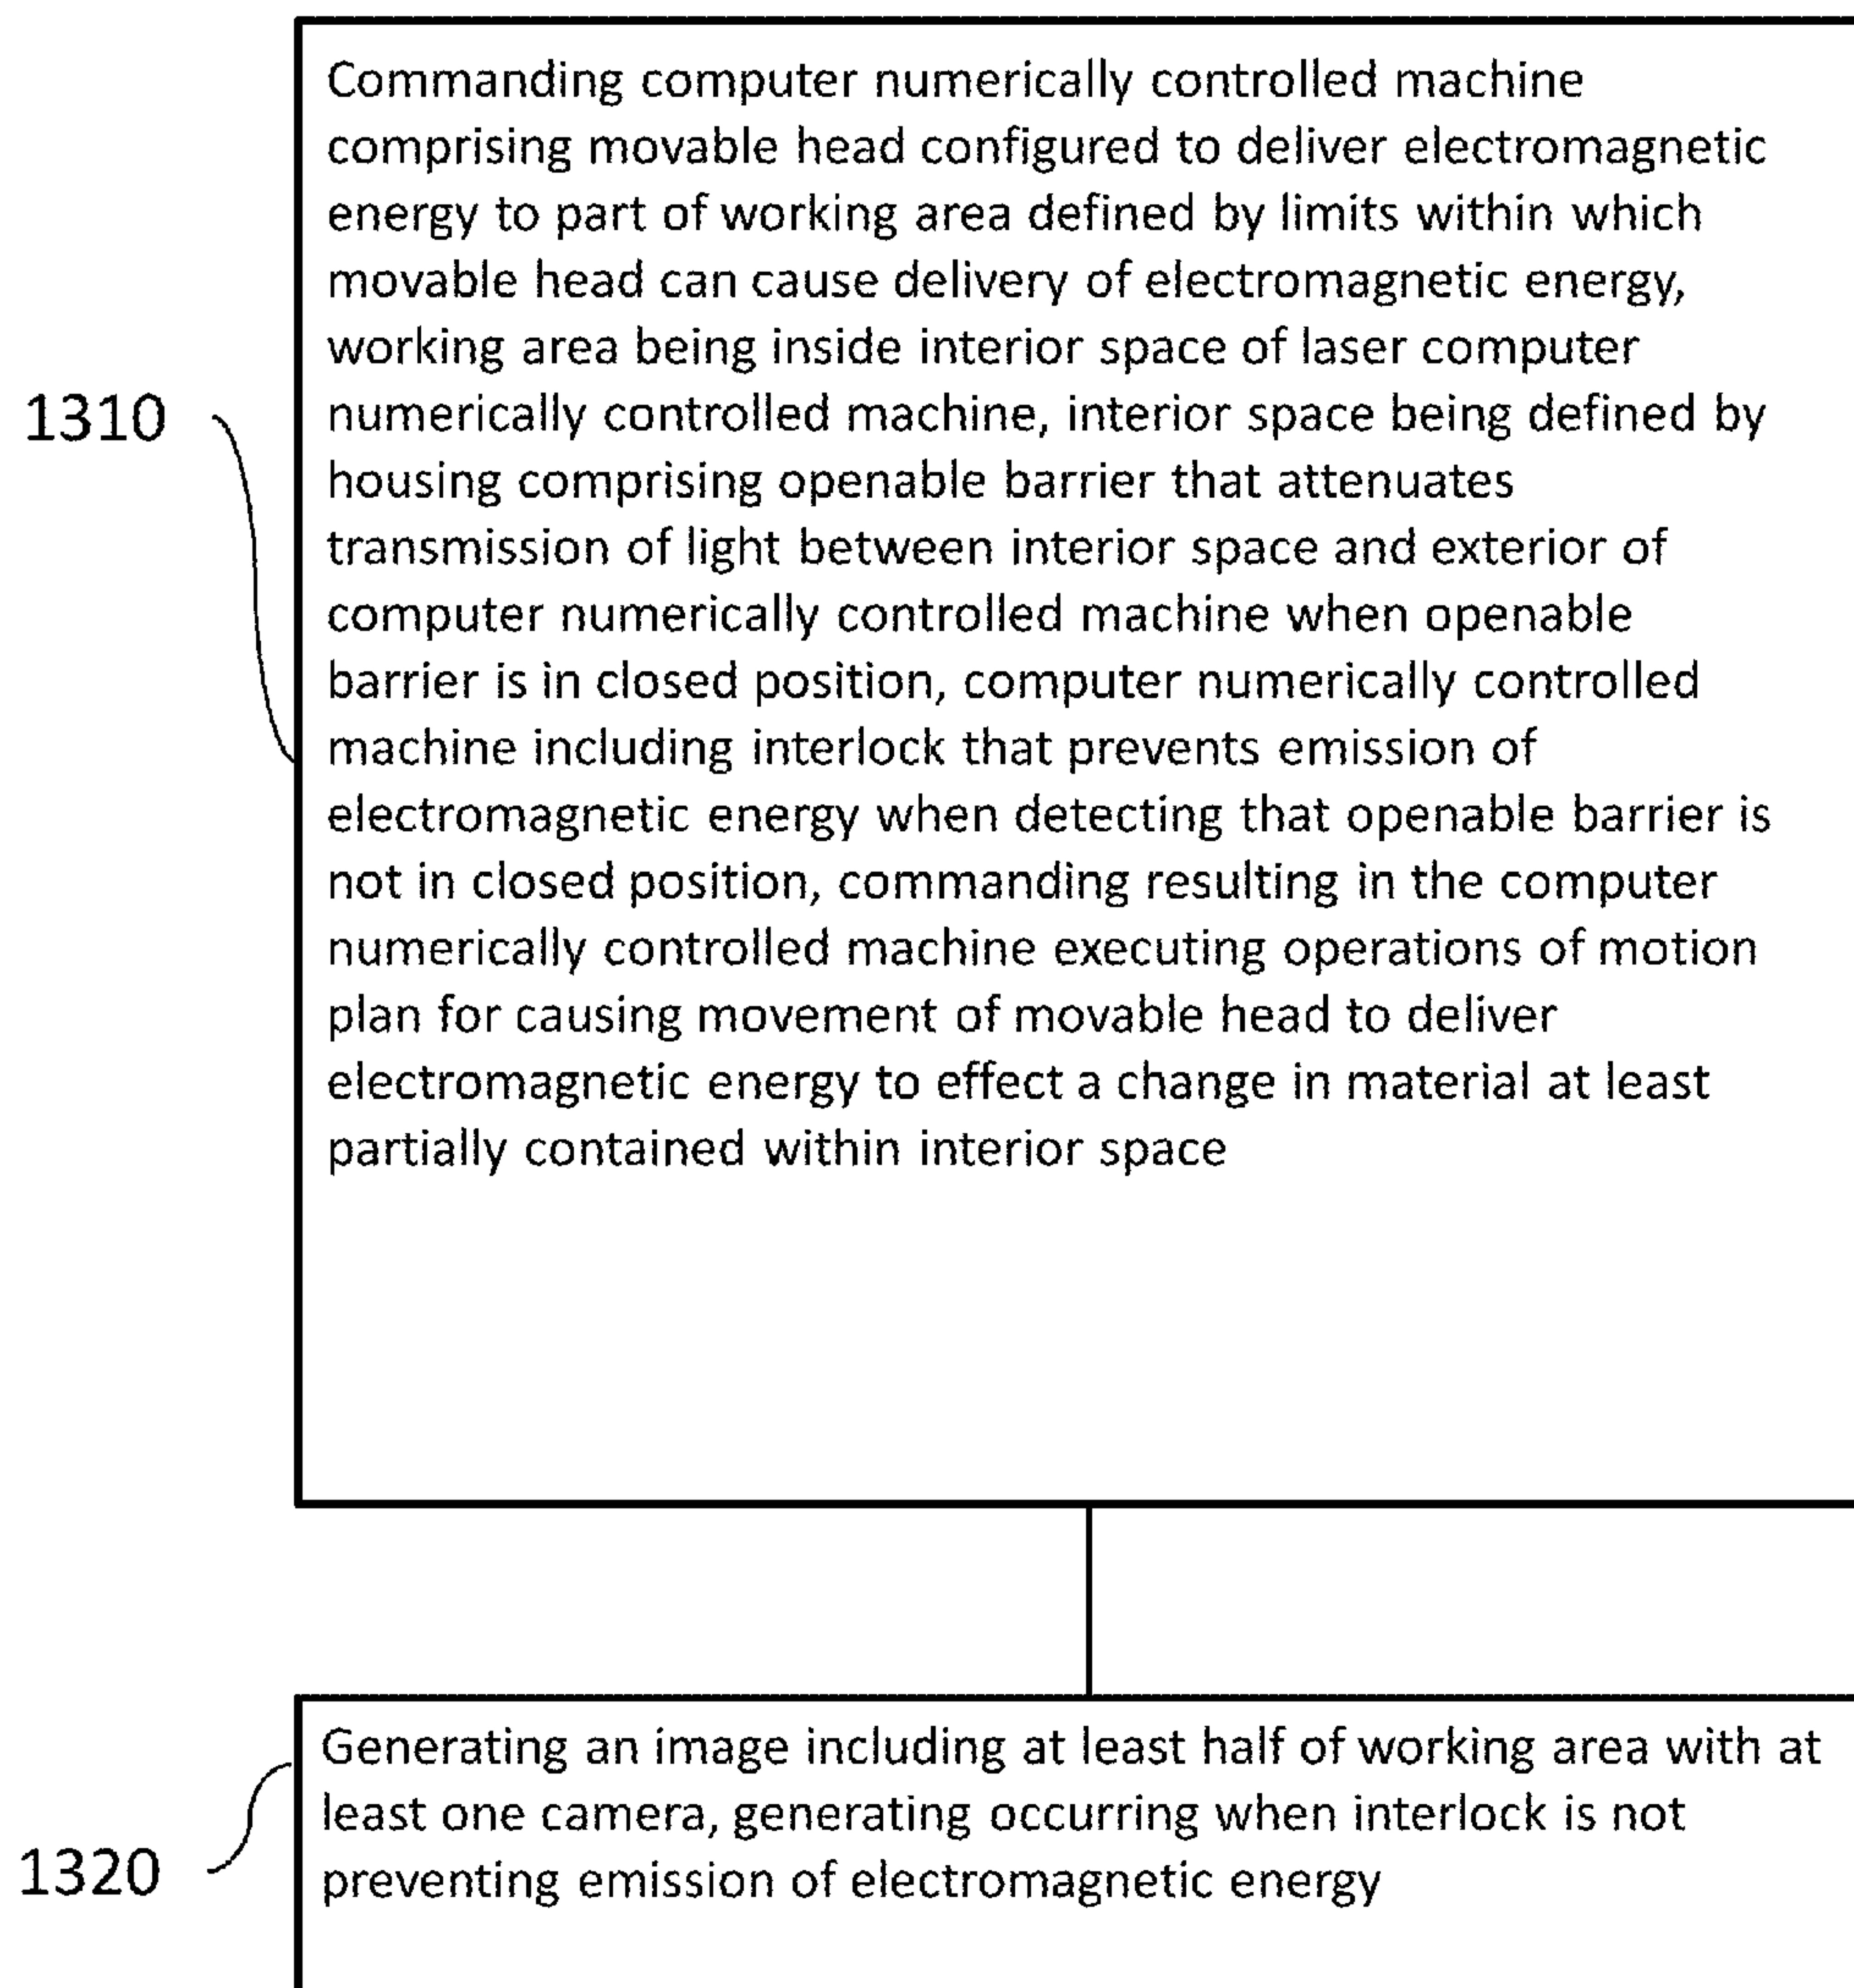 Commanding computer numerically controlled machine
comprising movable head configured to deliver electromagnetic
energy to part of working area defined by limits within which
movable head can cause delivery of electromagnetic energy,
working area being inside interior space of laser computer
1310
numerically controlled machine, interior space being defined by
housing comprising openable barrier that attenuates
transmission of light between interior space and exterior of
computer numerically controlled machine when openable
barrier is in closed position, computer numerically controlled
machine including interlock that prevents emission of
electromagnetic energy when detecting that openable barrier is
not in closed position, commanding resulting in the computer
numerically controlled machine executing operations of motion
plan for causing movement of movable head to deliver
electromagnetic energy to effect a change in material at least
partially contained within interior space
Generating an image including at least half of working area with at
least one camera, generating occurring when interlock is not
preventing emission of electromagnetic energy
1320